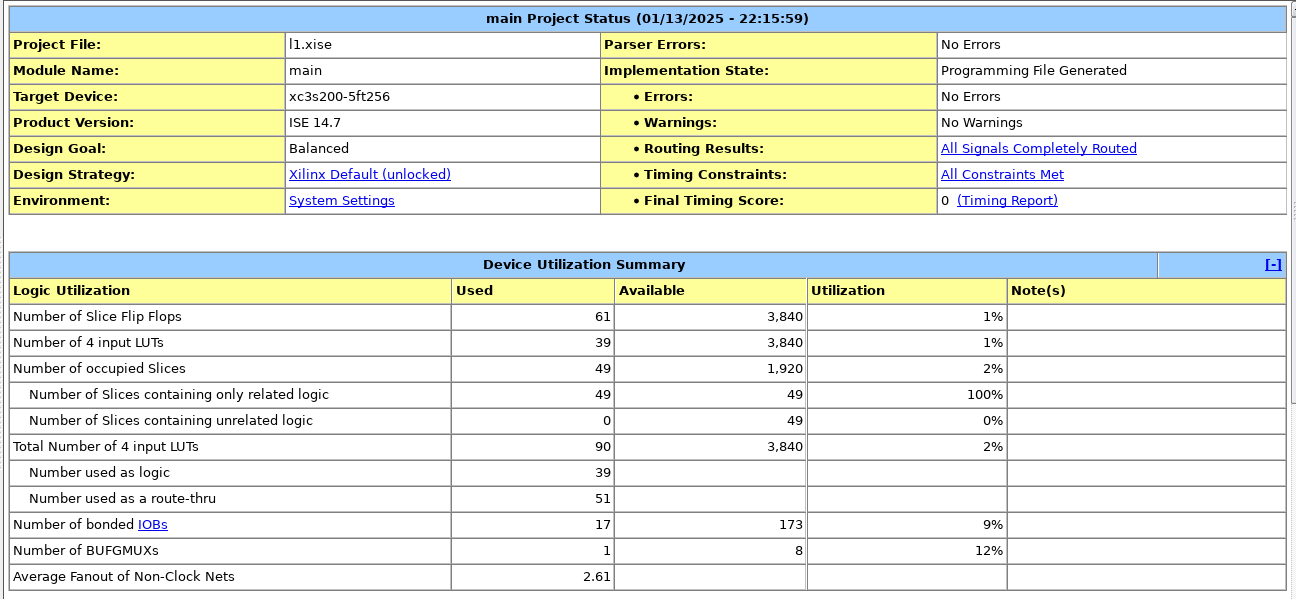 main Project Status (01/13/2025 - 22:15:59)
Project File: l1.xise Parser Errors: No Errors
Module Name: main Implementation State: Programming File Generated
Target Device: xc3s200-5ft256 • Errors: No Errors
Product Version: ISE 14.7 • Warnings: No Warnings
Design Goal: Balanced • Routing Results: All Signals Completely Routed
Design Strategy: Xilinx Default (unlocked) • Timing Constraints: All Constraints Met
Environment: System Settings • Final Timing Score: 0 (Timing Report)
Device Utilization Summary [-]
Logic Utilization Used Available Utilization Note(s)
Number of Slice Flip Flops 61 3,840 1%
Number of 4 input LUTs 39 3,840 1%
Number of occupied Slices 49 1,920 2%
Number of Slices containing only related logic 49 49 100%
Number of Slices containing unrelated logic 0 49 0%
Total Number of 4 input LUTs 90 3,840 2%
Number used as logic 39
Number used as a route-thru 51
Number of bonded IOBs 17 173 9%
Number of BUFGMUXs 1 8 12%
Average Fanout of Non-Clock Nets 2.61